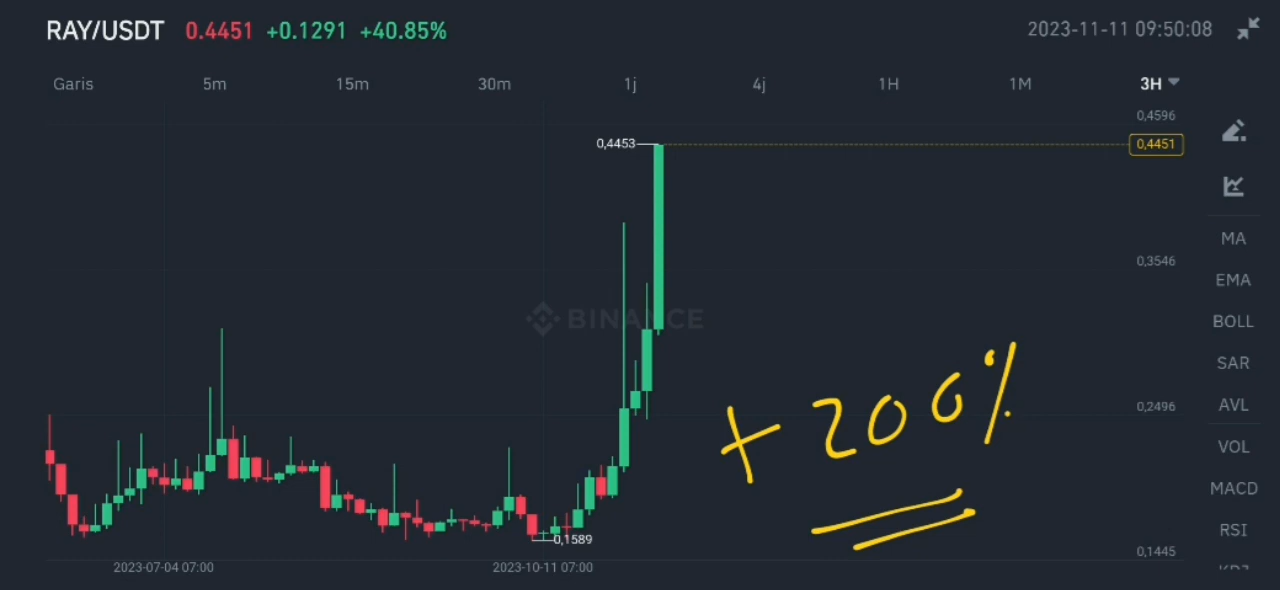 RAY/USDT 0.4451 +0.1291 +40.85% 2023-11-11 09:50:08
Garis 5m 15m 30m 1j 4j 1H 1M 3H
0,4596
0,4453 0,4451
0,3546
BINANCE
0,2496
+200%
0,1589
0,1445
2023-07-04 07:00 2023-10-11 07:00
MA
EMA
BOLL
SAR
AVL
VOL
MACD
RSI